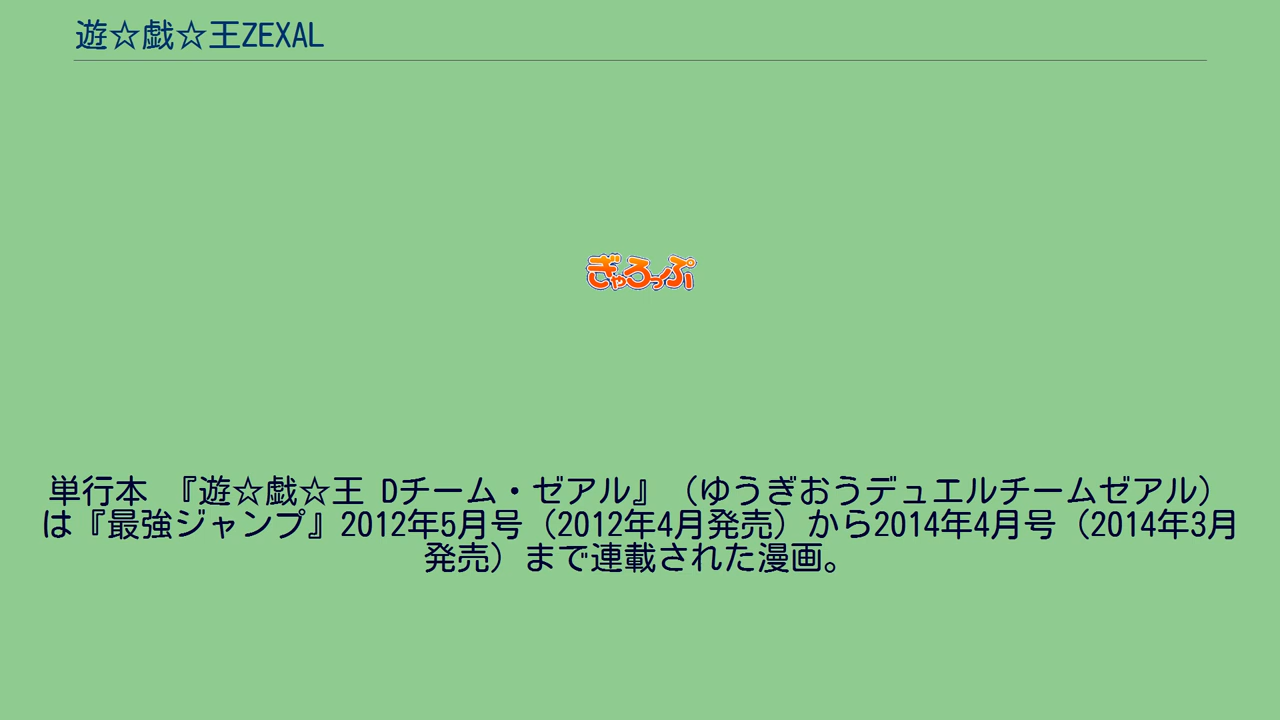 遊☆戯☆王ZEXAL
ぎゃろっぷ
単行本 『遊☆戯☆王 Dチーム・ゼアル』（ゆうぎおうデュエルチームゼアル）
は『最強ジャンプ』2012年5月号（2012年4月発売）から2014年4月号（2014年3月
発売）まで連載された漫画。